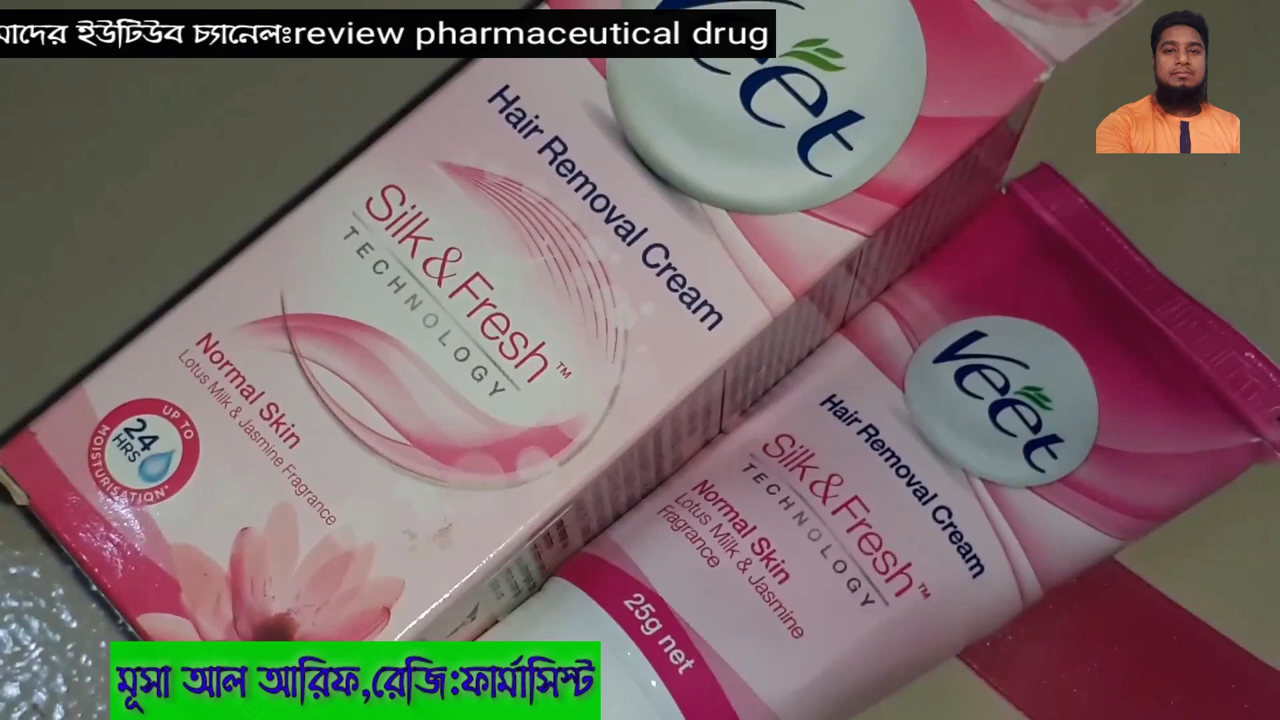 মাদের ইউটিউব চ্যানেলঃreview pharmaceutical drug
Veet
Hair Removal Cream
Silk & Fresh™
TECHNOLOGY
Normal Skin
Lotus Milk & Jasmine Fragrance
UP TO
24
HRS
MOISTURISATION*
Veet
Hair Removal Cream
Silk & Fresh™
TECHNOLOGY
Normal Skin
Lotus Milk & Jasmine
Fragrance
25g net
মূসা আল আরিফ,রেজি:ফার্মাসিস্ট